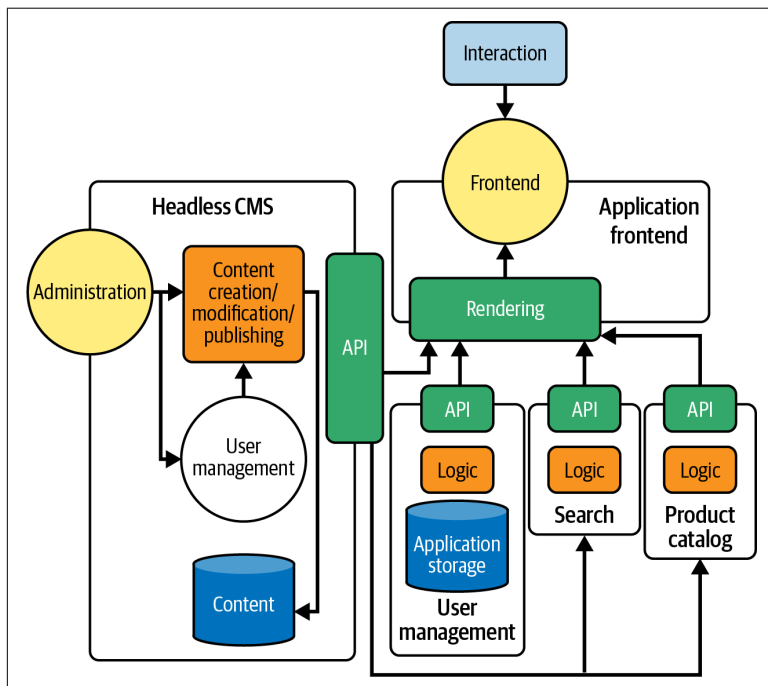 Interaction
Frontend
Application
frontend
Rendering
Headless CMS
Administration
Content
creation/
modification/
publishing
User
management
Content
API
API
Logic
Application
storage
User
management
API
Logic
Search
API
Logic
Product
catalog